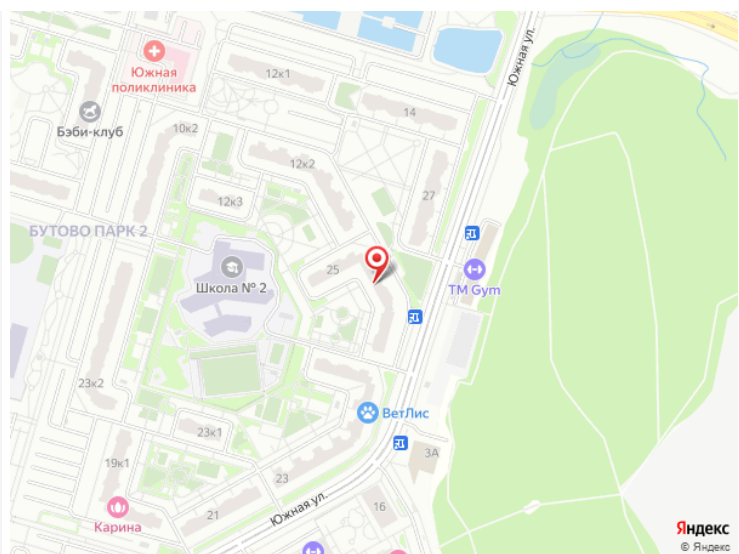 Южная ул.
12к1
Южная
поликлиника
14
Бэби-клуб
10к2
12к2
27
12к3
БУТОВО ПАРК 2
25
Школа № 2
TM Gym
23к2
ВетЛис
23к1
3А
19к1
23
Карина
21
Южная ул.
16
Яндекс
© Яндекс